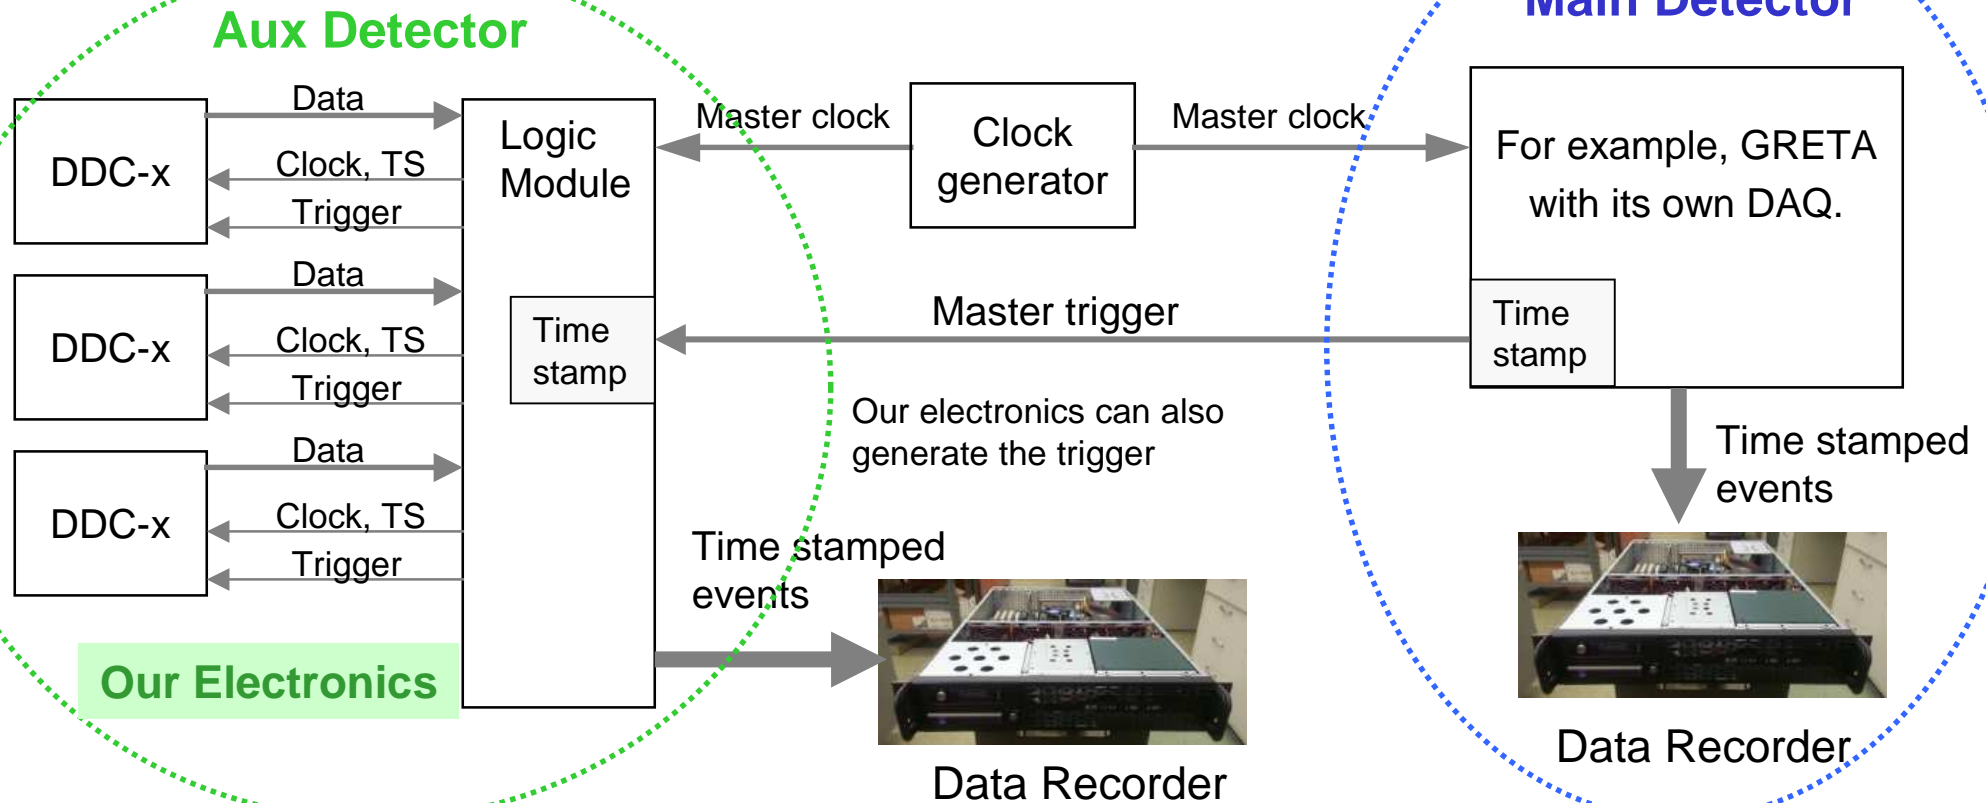 Aux Detector
Main Detector
Data
Clock, TS
Trigger
DDC-x
Data
Clock, TS
Trigger
DDC-x
Data
Clock, TS
Trigger
DDC-x
Logic
Module
Time
stamp
Our Electronics
Master clock
Clock
generator
Master clock
For example, GRETA
with its own DAQ.
Master trigger
Time
stamp
Our electronics can also
generate the trigger
Time stamped
events
Time stamped
events
Data Recorder
Data Recorder